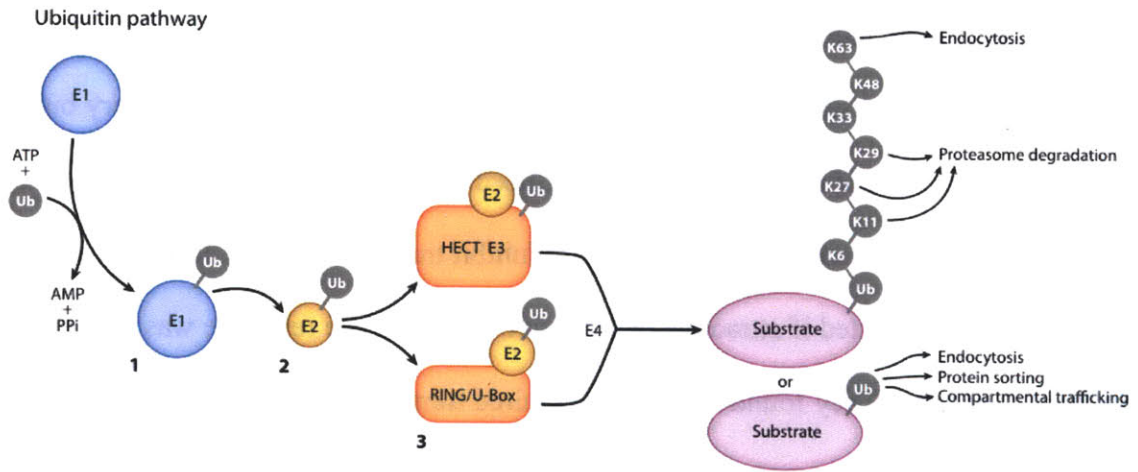 Ubiquitin pathway
E1
ATP
+
Ub
AMP
+
PPi
Ub
E1
1
Ub
E2
2
E2
Ub
HECT E3
Ub
E2
RING/U-Box
3
E4
K63
Endocytosis
K48
K33
K29
Proteasome degradation
K27
K11
K6
Ub
Substrate
or
Ub
Endocytosis
Protein sorting
Compartmental trafficking
Substrate